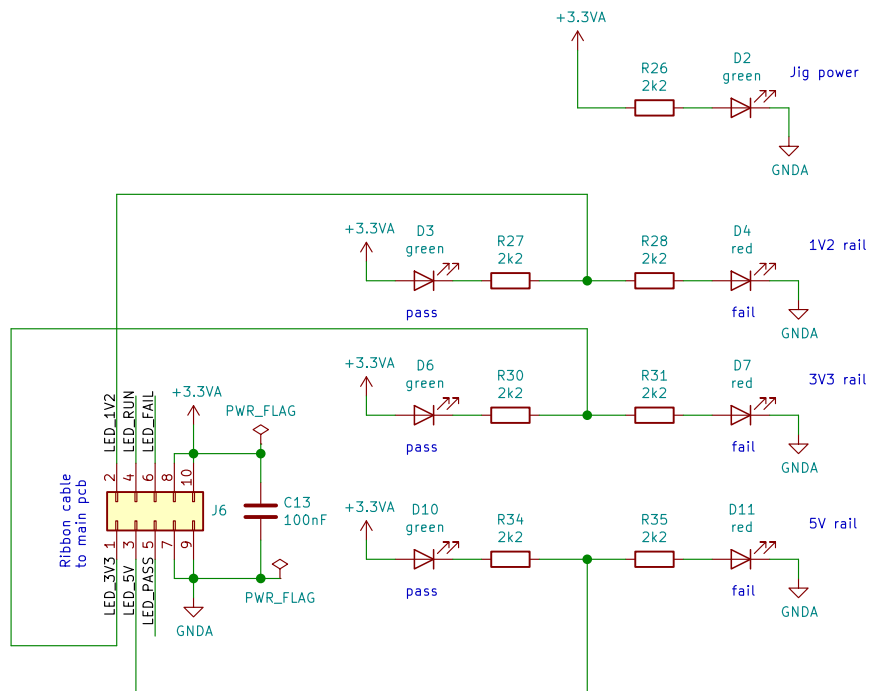 +3.3VA
R26
2k2
D2
green
Jig power
GNDA
+3.3VA
D3
green
R27
2k2
R28
2k2
D4
red
1V2 rail
pass
fail
GNDA
+3.3VA
D6
green
R30
2k2
R31
2k2
D7
red
3V3 rail
pass
fail
GNDA
+3.3VA
PWR_FLAG
LED_1V2
LED_RUN
LED_FAIL
2
4
6
8
10
Ribbon cable
to main pcb
J6
C13
100nF
1
3
5
7
9
LED_3V3
LED_5V
LED_PASS
PWR_FLAG
GNDA
+3.3VA
D10
green
R34
2k2
R35
2k2
D11
red
5V rail
pass
fail
GNDA